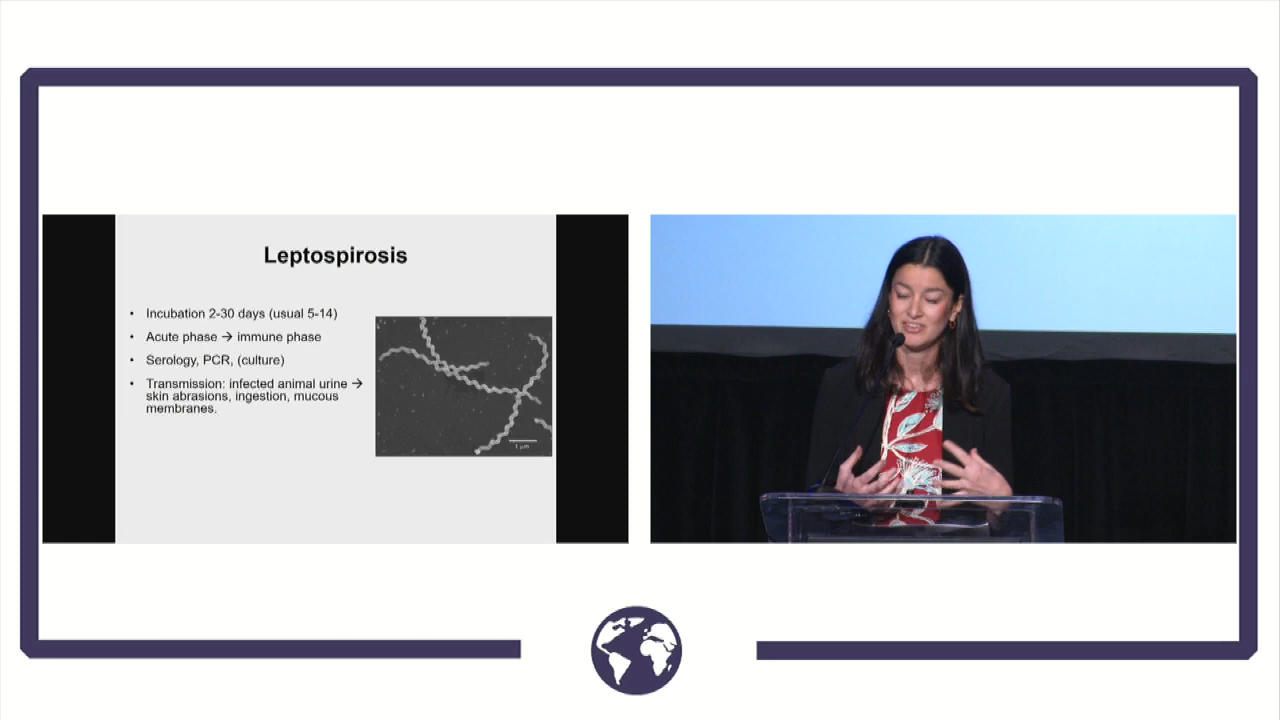 Leptospirosis
• Incubation 2-30 days (usual 5-14)
• Acute phase → immune phase
• Serology, PCR, (culture)
• Transmission: infected animal urine →
skin abrasions, ingestion, mucous
membranes.
1 µm